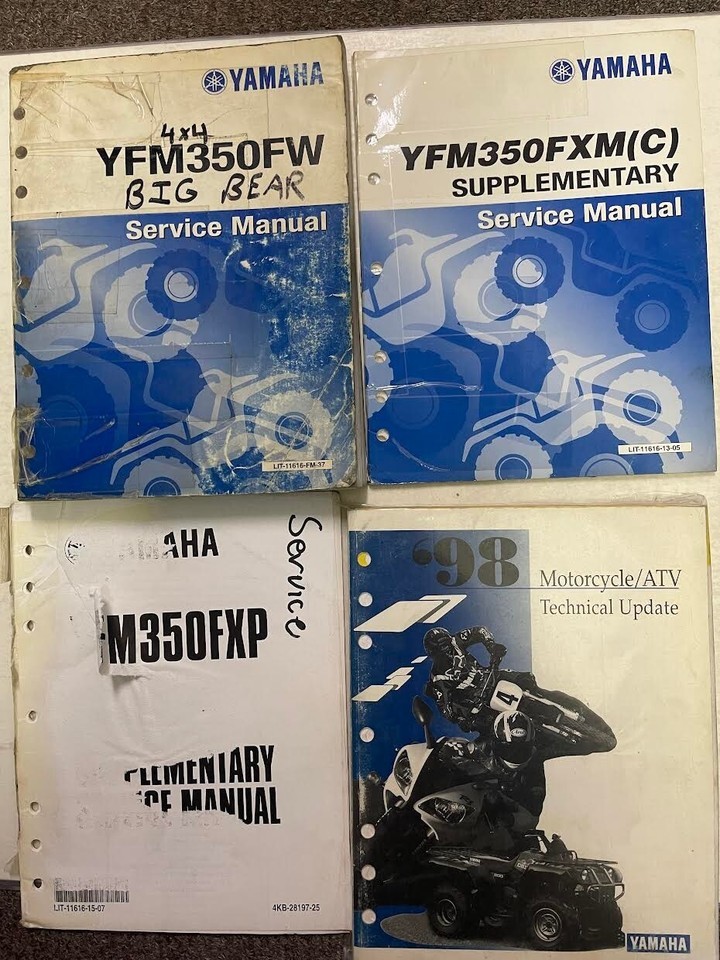 YAMAHA
4x4
YFM350FW
BIG BEAR
Service Manual
LIT-11616-FM-37
YAMAHA
YFM350FXM(C)
SUPPLEMENTARY
Service Manual
LIT-11616-13-05
AMAHA
Service
FM350FXP
PLEMENTARY
ICE MANUAL
LIT-11616-15-07
4KB-28197-25
'98
Motorcycle/ATV
Technical Update
4
YAMAHA